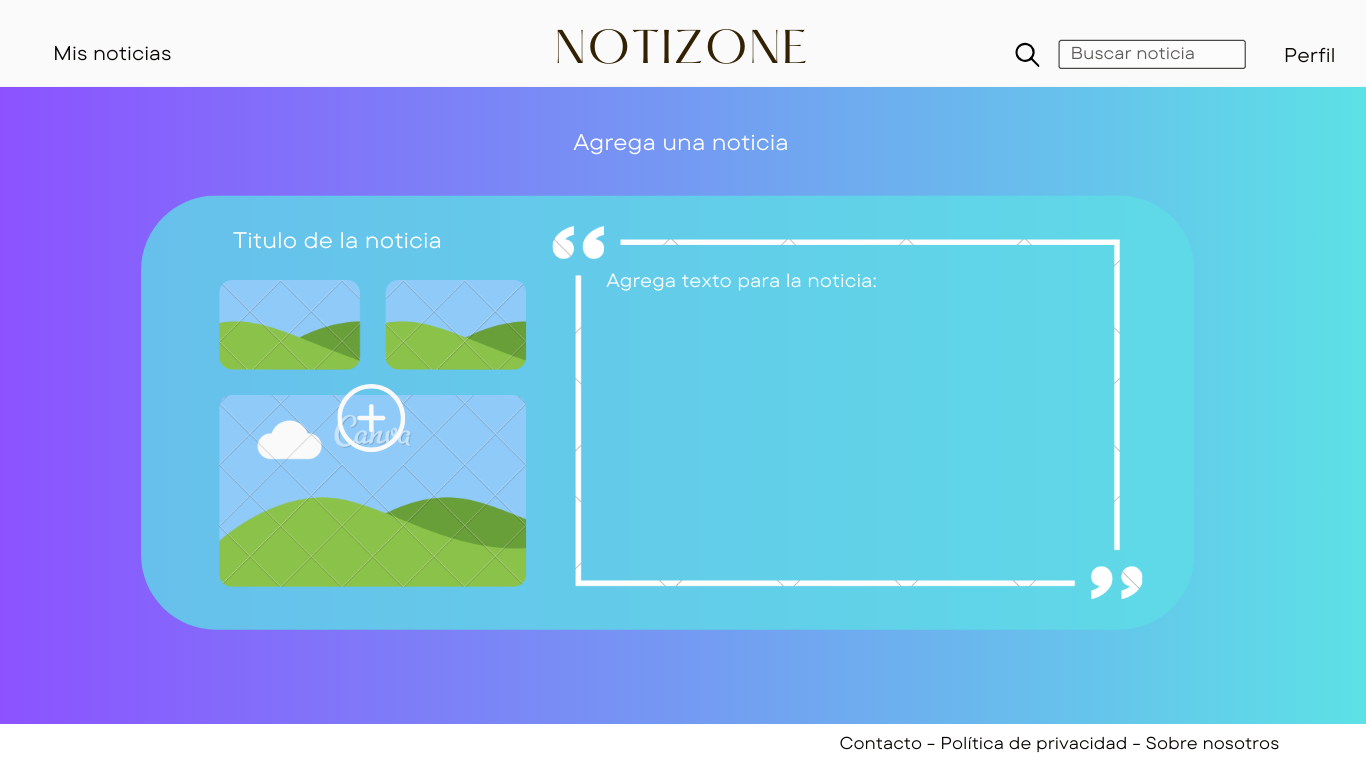 Mis noticias
NOTIZONE
Buscar noticia
Perfil
Agrega una noticia
Titulo de la noticia
Agrega texto para la noticia:
Canva
Contacto - Política de privacidad - Sobre nosotros